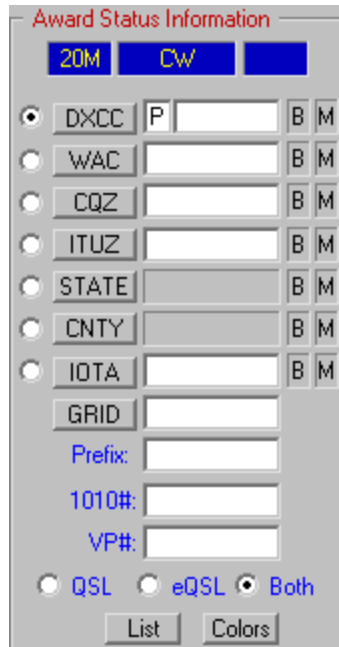 Award Status Information
20M CW
DXCC P B M
WAC B M
CQZ B M
ITUZ B M
STATE B M
CNTY B M
IOTA B M
GRID
Prefix:
1010#:
VP#:
QSL eQSL Both
List Colors